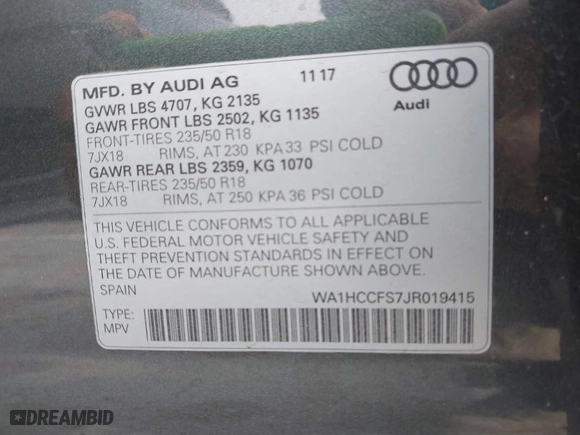 MFD. BY AUDI AG 11 17
GVWR LBS 4707, KG 2135
GAWR FRONT LBS 2502, KG 1135
FRONT-TIRES 235/50 R18
7JX18 RIMS, AT 230 KPA 33 PSI COLD
GAWR REAR LBS 2359, KG 1070
REAR-TIRES 235/50 R18
7JX18 RIMS, AT 250 KPA 36 PSI COLD
Audi
THIS VEHICLE CONFORMS TO ALL APPLICABLE
U.S. FEDERAL MOTOR VEHICLE SAFETY AND
THEFT PREVENTION STANDARDS IN EFFECT ON
THE DATE OF MANUFACTURE SHOWN ABOVE.
SPAIN WA1HCCFS7JR019415
TYPE:
MPV
DREAMBID